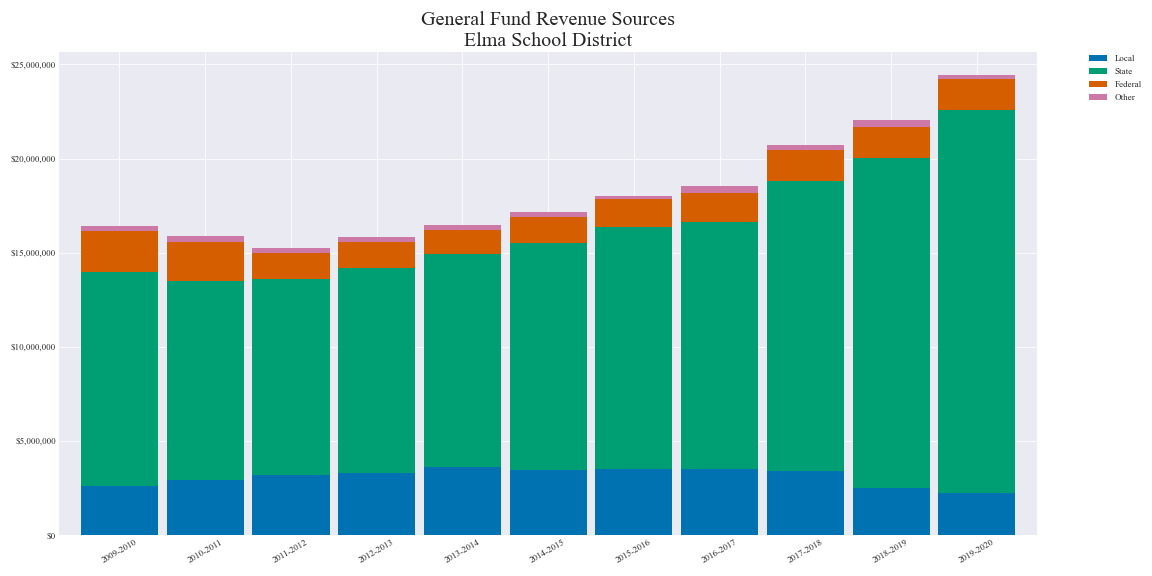 General Fund Revenue Sources
Elma School District
Local
State
Federal
Other
$25,000,000
$20,000,000
$15,000,000
$10,000,000
$5,000,000
$0
2009-2010
2010-2011
2011-2012
2012-2013
2013-2014
2014-2015
2015-2016
2016-2017
2017-2018
2018-2019
2019-2020